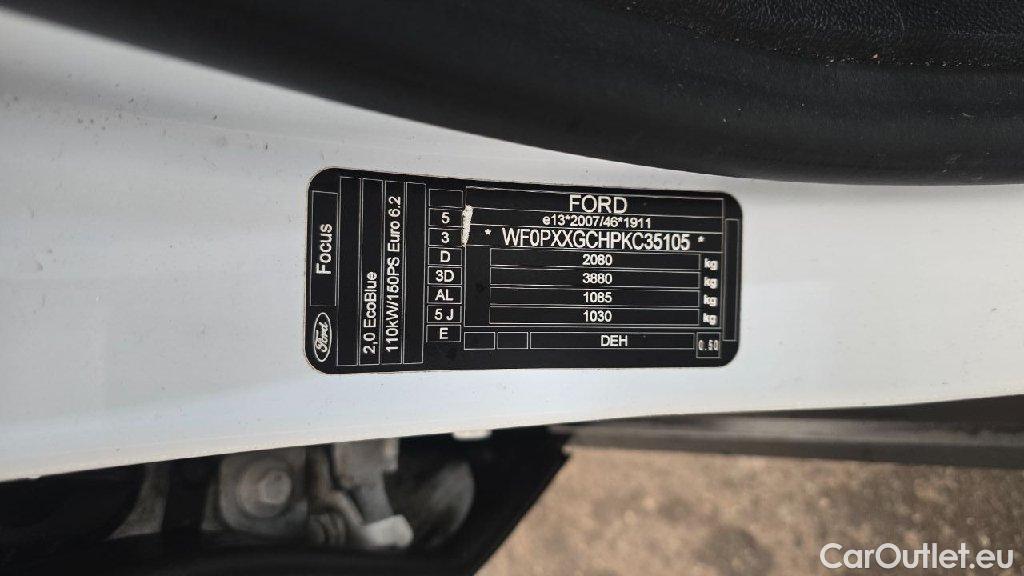 Focus
Ford
2,0 EcoBlue
110kW/150PS Euro 6.2
5
3
D
3D
AL
5 J
E
FORD
e13*2007/46*1911
* WF0PXXGCHPKC35105 *
2080 kg
3880 kg
1085 kg
1030 kg
DEH
0.60
CarOutlet.eu